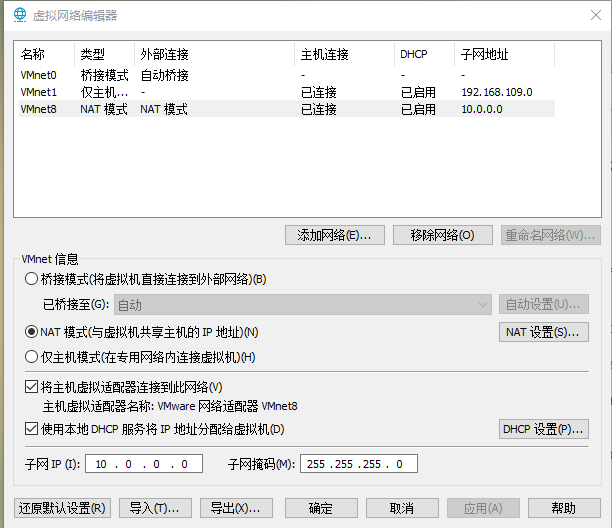 虚拟网络编辑器
名称 类型 外部连接 主机连接 DHCP 子网地址
VMnet0 桥接模式 自动桥接 - - -
VMnet1 仅主机... - 已连接 已启用 192.168.109.0
VMnet8 NAT 模式 NAT 模式 已连接 已启用 10.0.0.0
添加网络(E)... 移除网络(O) 重命名网络(W)...
VMnet 信息
桥接模式(将虚拟机直接连接到外部网络)(B)
已桥接至(G): 自动 自动设置(U)...
NAT 模式(与虚拟机共享主机的 IP 地址)(N) NAT 设置(S)...
仅主机模式(在专用网络内连接虚拟机)(H)
将主机虚拟适配器连接到此网络(V)
主机虚拟适配器名称: VMware 网络适配器 VMnet8
使用本地 DHCP 服务将 IP 地址分配给虚拟机(D) DHCP 设置(P)...
子网 IP (I): 10 . 0 . 0 . 0 子网掩码(M): 255 .255 .255 . 0
还原默认设置(R) 导入(T)... 导出(X)... 确定 取消 应用(A) 帮助